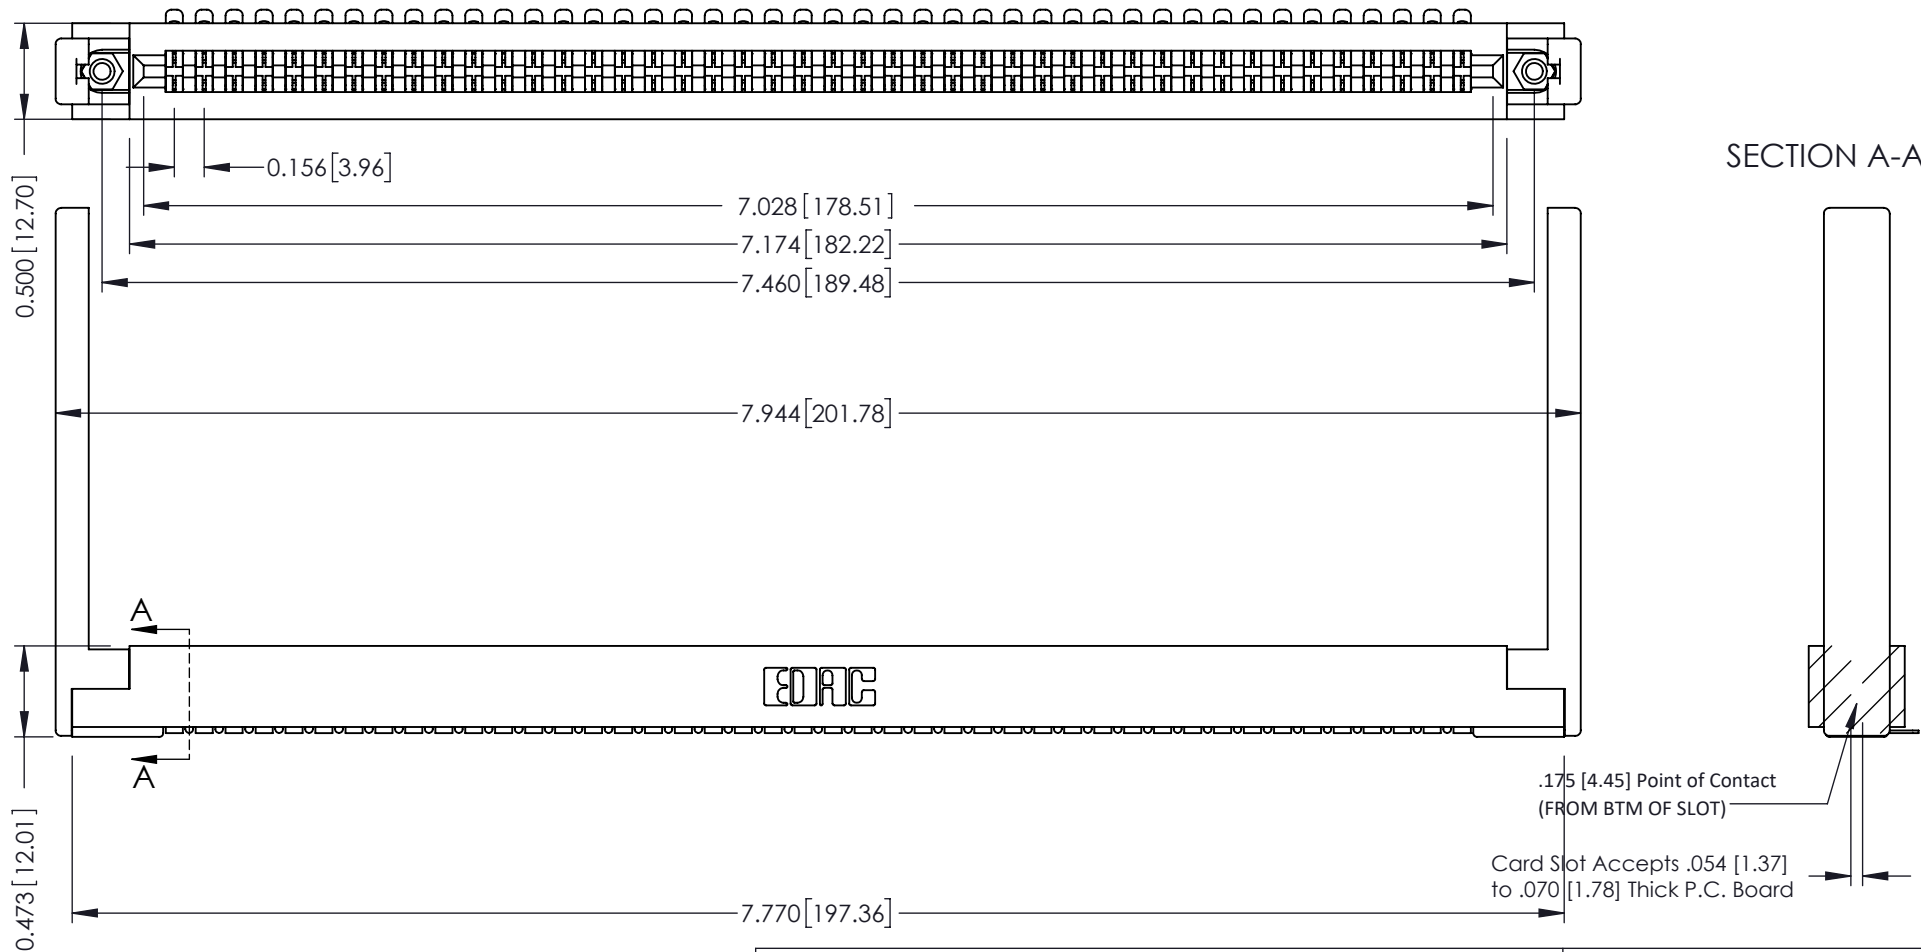 0.156[3.96]
SECTION A-A
0.500[12.70]
7.028[178.51]
7.174[182.22]
7.460[189.48]
7.944[201.78]
A
EDAC
A
.175 [4.45] Point of Contact
(FROM BTM OF SLOT)
0.473[12.01]
Card Slot Accepts .054 [1.37]
to .070 [1.78] Thick P.C. Board
7.770[197.36]